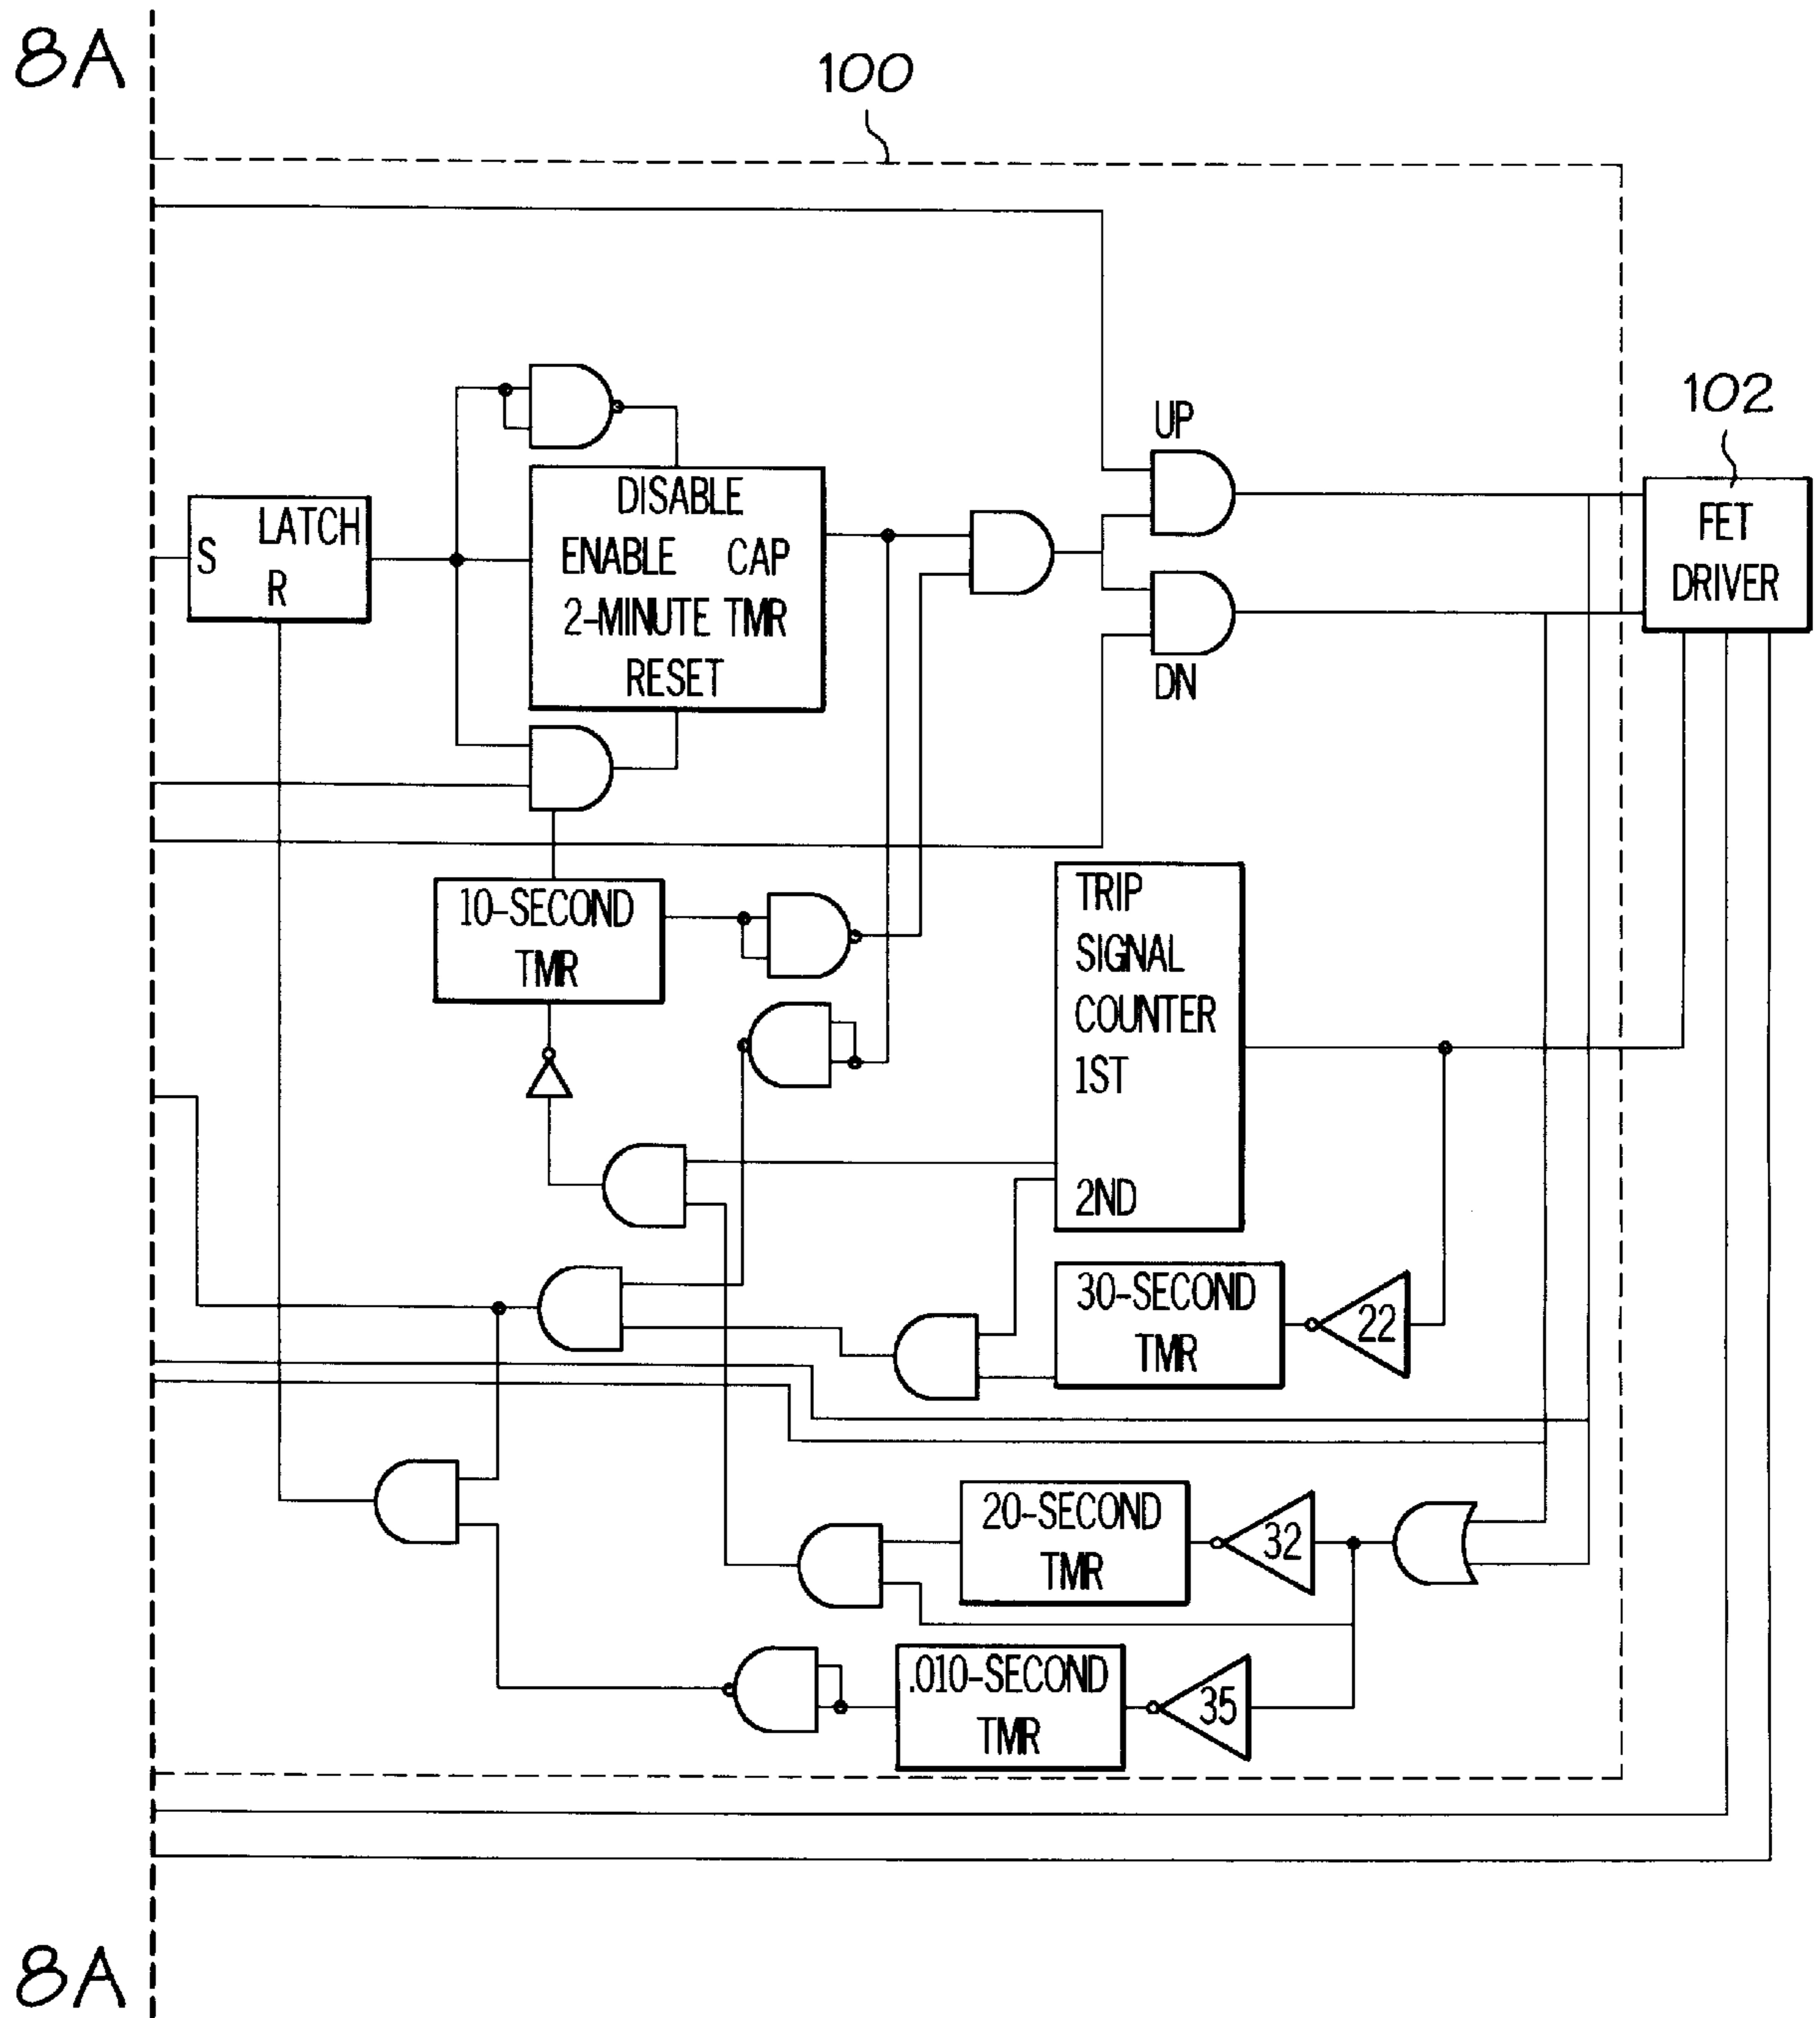 8A
100
102
UP
FET
DRIVER
LATCH
S
R
DISABLE
ENABLE CAP
2-MINUTE TMR
RESET
DN
10-SECOND
TMR
TRIP
SIGNAL
COUNTER
1ST
2ND
30-SECOND
TMR
22
20-SECOND
TMR
32
.010-SECOND
TMR
35
8A